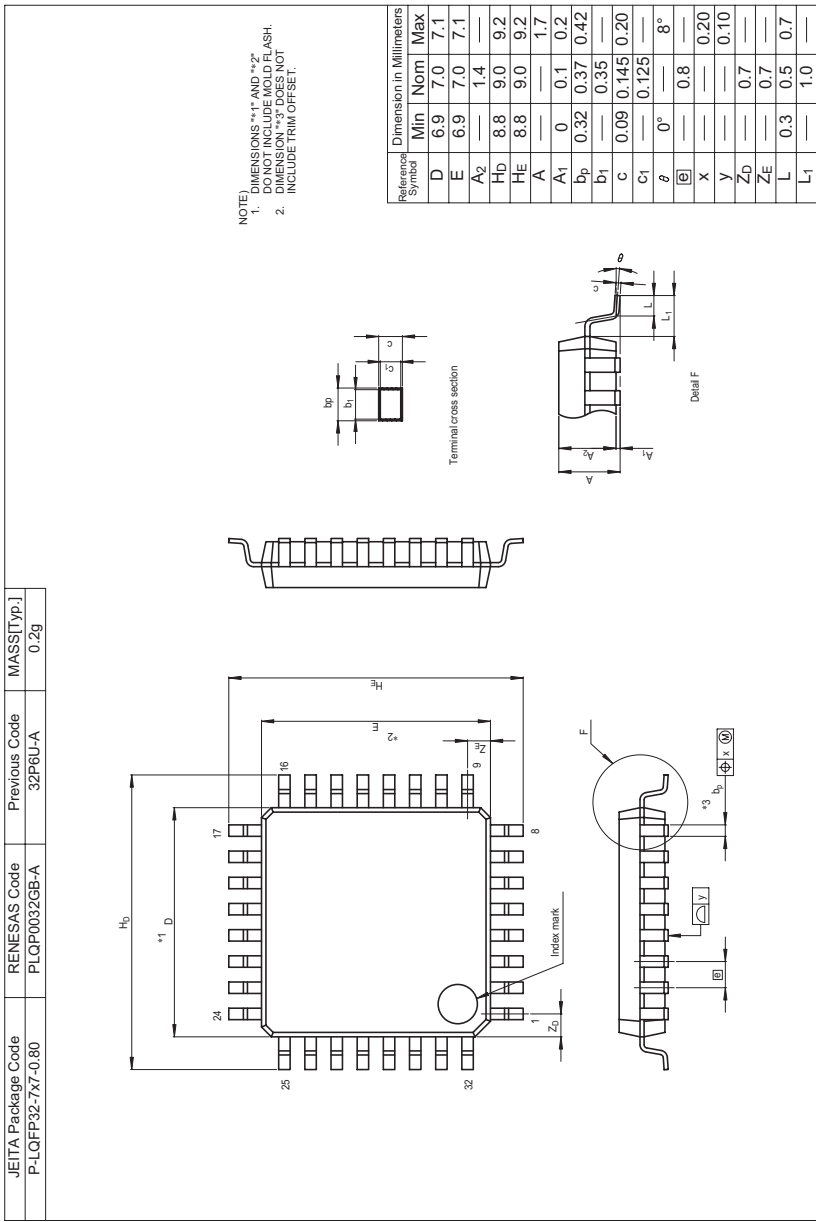 JEITA Package Code RENESAS Code Previous Code MASS[Typ.]
P-LQFP32-7x7-0.80 PLQP0032GB-A 32P6U-A 0.2g
HD
*1 D
24
17
25
16
32
9
1
8
ZD
Index mark
ZE
*2 E
HE
F
e
y
*3 bp
x M
bp
b1
c1
c
Terminal cross section
A
A2
A1
c
θ
L
L1
Detail F
NOTE)
1. DIMENSIONS "*1" AND "*2"
DO NOT INCLUDE MOLD FLASH.
2. DIMENSION "*3" DOES NOT
INCLUDE TRIM OFFSET.
Reference Symbol Dimension in Millimeters
Min Nom Max
D 6.9 7.0 7.1
E 6.9 7.0 7.1
A2 — 1.4 —
HD 8.8 9.0 9.2
HE 8.8 9.0 9.2
A — — 1.7
A1 0 0.1 0.2
bp 0.32 0.37 0.42
b1 — 0.35 —
c 0.09 0.145 0.20
c1 — 0.125 —
θ 0° — 8°
e — 0.8 —
x — — 0.20
y — — 0.10
ZD — 0.7 —
ZE — 0.7 —
L 0.3 0.5 0.7
L1 — 1.0 —